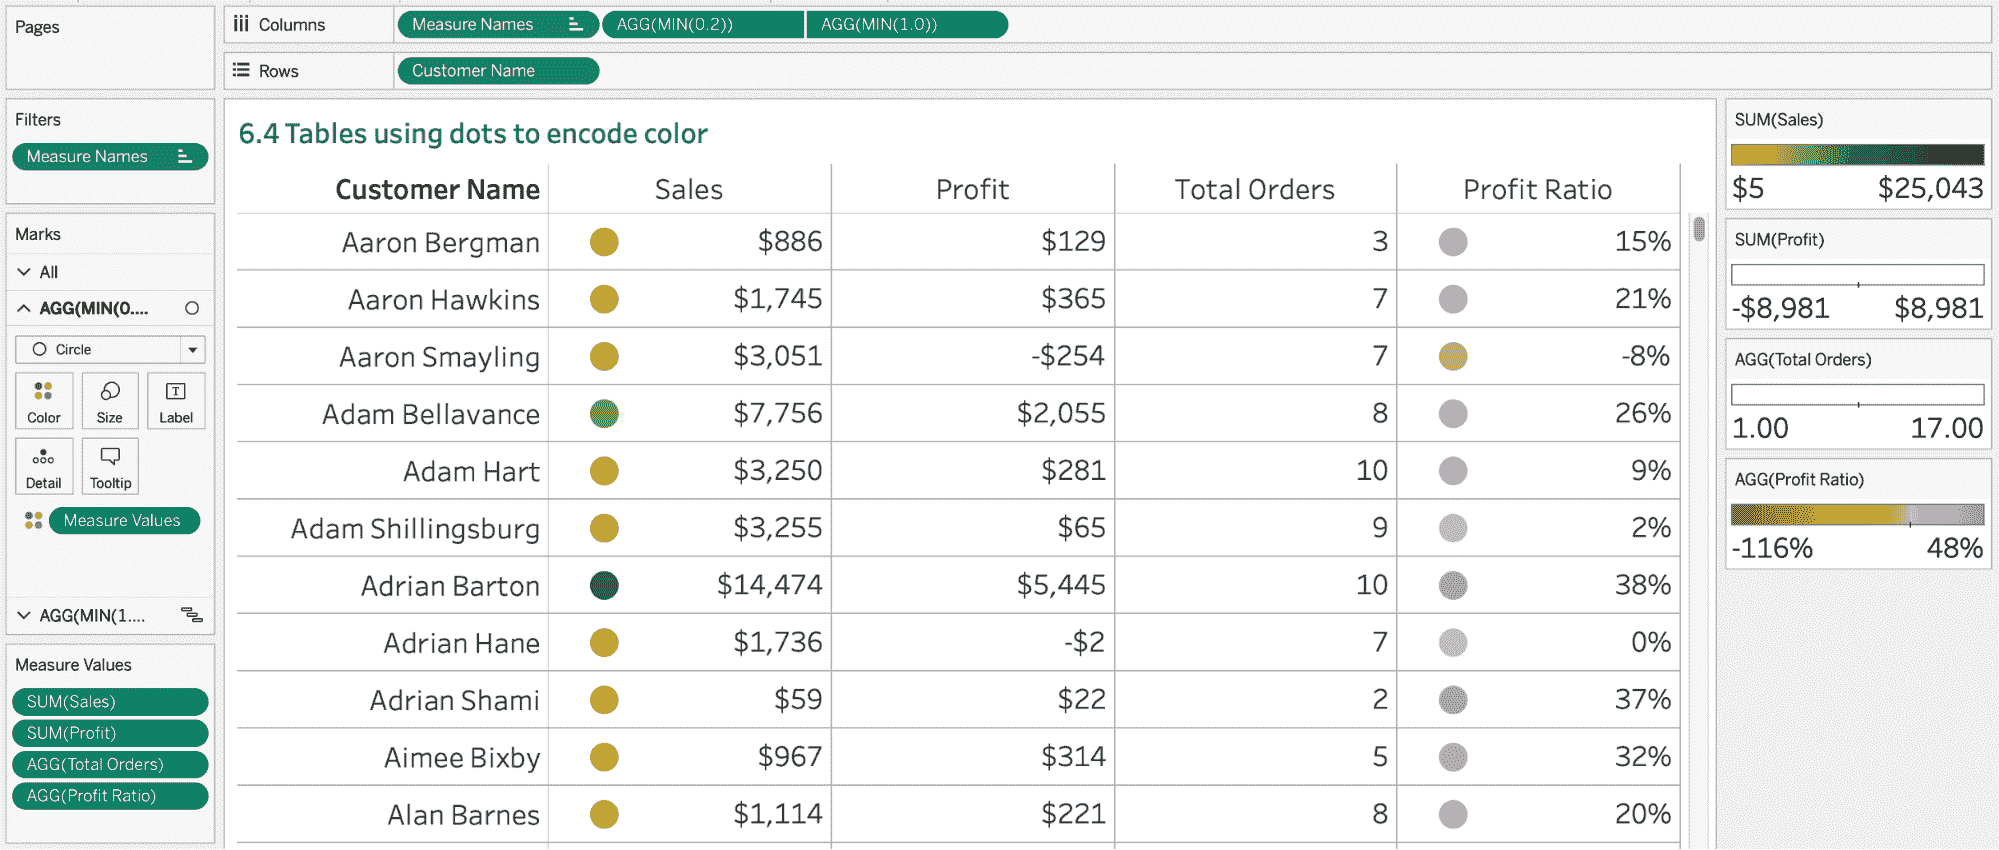 Pages
Columns Measure Names AGG(MIN(0.2)) AGG(MIN(1.0))
Rows Customer Name
Filters
Measure Names
Marks
All
AGG(MIN(0....
Circle
Color Size Label
Detail Tooltip
Measure Values
AGG(MIN(1....
Measure Values
SUM(Sales)
SUM(Profit)
AGG(Total Orders)
AGG(Profit Ratio)
6.4 Tables using dots to encode color
Customer Name Sales Profit Total Orders Profit Ratio
Aaron Bergman $886 $129 3 15%
Aaron Hawkins $1,745 $365 7 21%
Aaron Smayling $3,051 -$254 7 -8%
Adam Bellavance $7,756 $2,055 8 26%
Adam Hart $3,250 $281 10 9%
Adam Shillingsburg $3,255 $65 9 2%
Adrian Barton $14,474 $5,445 10 38%
Adrian Hane $1,736 -$2 7 0%
Adrian Shami $59 $22 2 37%
Aimee Bixby $967 $314 5 32%
Alan Barnes $1,114 $221 8 20%
SUM(Sales)
$5 $25,043
SUM(Profit)
-$8,981 $8,981
AGG(Total Orders)
1.00 17.00
AGG(Profit Ratio)
-116% 48%